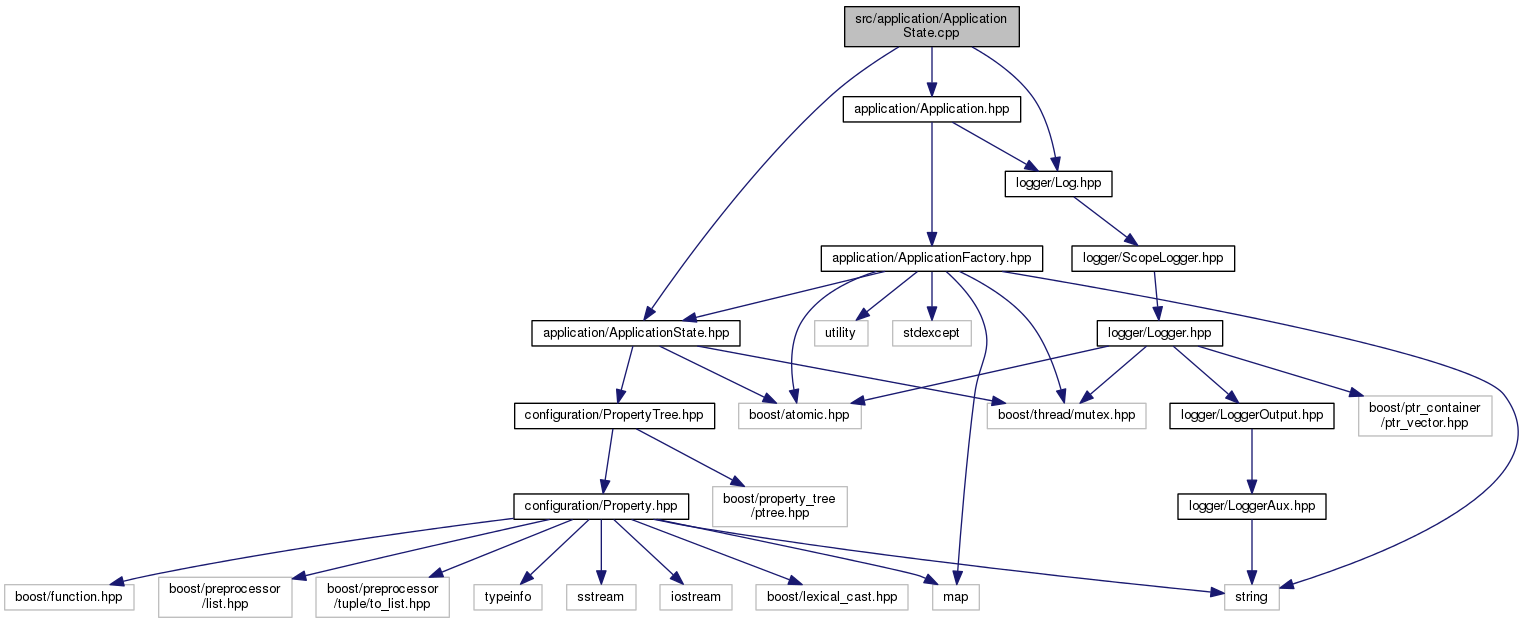 src/application/Application
State.cpp
application/Application.hpp
logger/Log.hpp
application/ApplicationFactory.hpp
logger/ScopeLogger.hpp
application/ApplicationState.hpp
utility
stdexcept
logger/Logger.hpp
configuration/PropertyTree.hpp
boost/atomic.hpp
boost/thread/mutex.hpp
logger/LoggerOutput.hpp
boost/ptr_container
/ptr_vector.hpp
configuration/Property.hpp
boost/property_tree
/ptree.hpp
logger/LoggerAux.hpp
boost/function.hpp
boost/preprocessor
/list.hpp
boost/preprocessor
/tuple/to_list.hpp
typeinfo
sstream
iostream
boost/lexical_cast.hpp
map
string